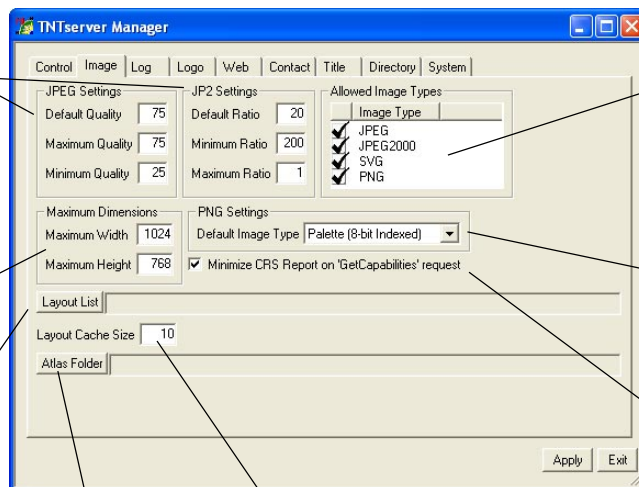 TNTserver Manager
Control Image Log Logo Web Contact Title Directory System
JPEG Settings
Default Quality 75
Maximum Quality 75
Minimum Quality 25
JP2 Settings
Default Ratio 20
Minimum Ratio 200
Maximum Ratio 1
Allowed Image Types
Image Type
JPEG
JPEG2000
SVG
PNG
Maximum Dimensions
Maximum Width 1024
Maximum Height 768
PNG Settings
Default Image Type Palette (8-bit Indexed)
Minimize CRS Report on 'GetCapabilities' request
Layout List
Layout Cache Size 10
Atlas Folder
Apply Exit